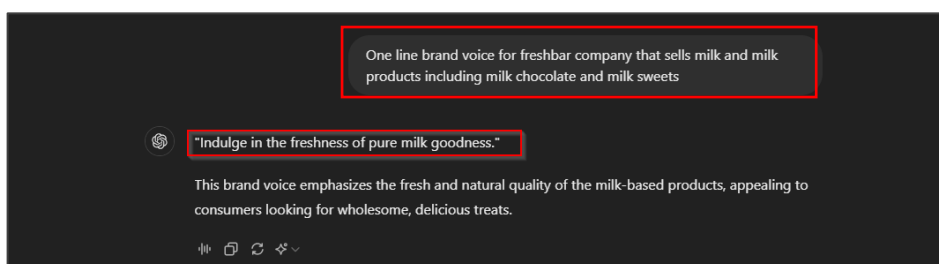 One line brand voice for freshbar company that sells milk and milk
products including milk chocolate and milk sweets
"Indulge in the freshness of pure milk goodness."
This brand voice emphasizes the fresh and natural quality of the milk-based products, appealing to
consumers looking for wholesome, delicious treats.